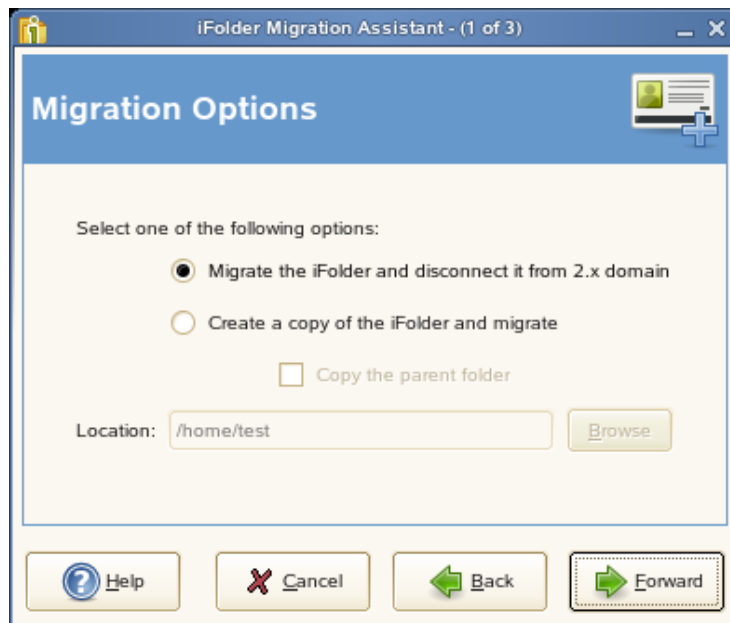 iFolder Migration Assistant - (1 of 3)
Migration Options
Select one of the following options:
Migrate the iFolder and disconnect it from 2.x domain
Create a copy of the iFolder and migrate
Copy the parent folder
Location: /home/test Browse
Help Cancel Back Forward